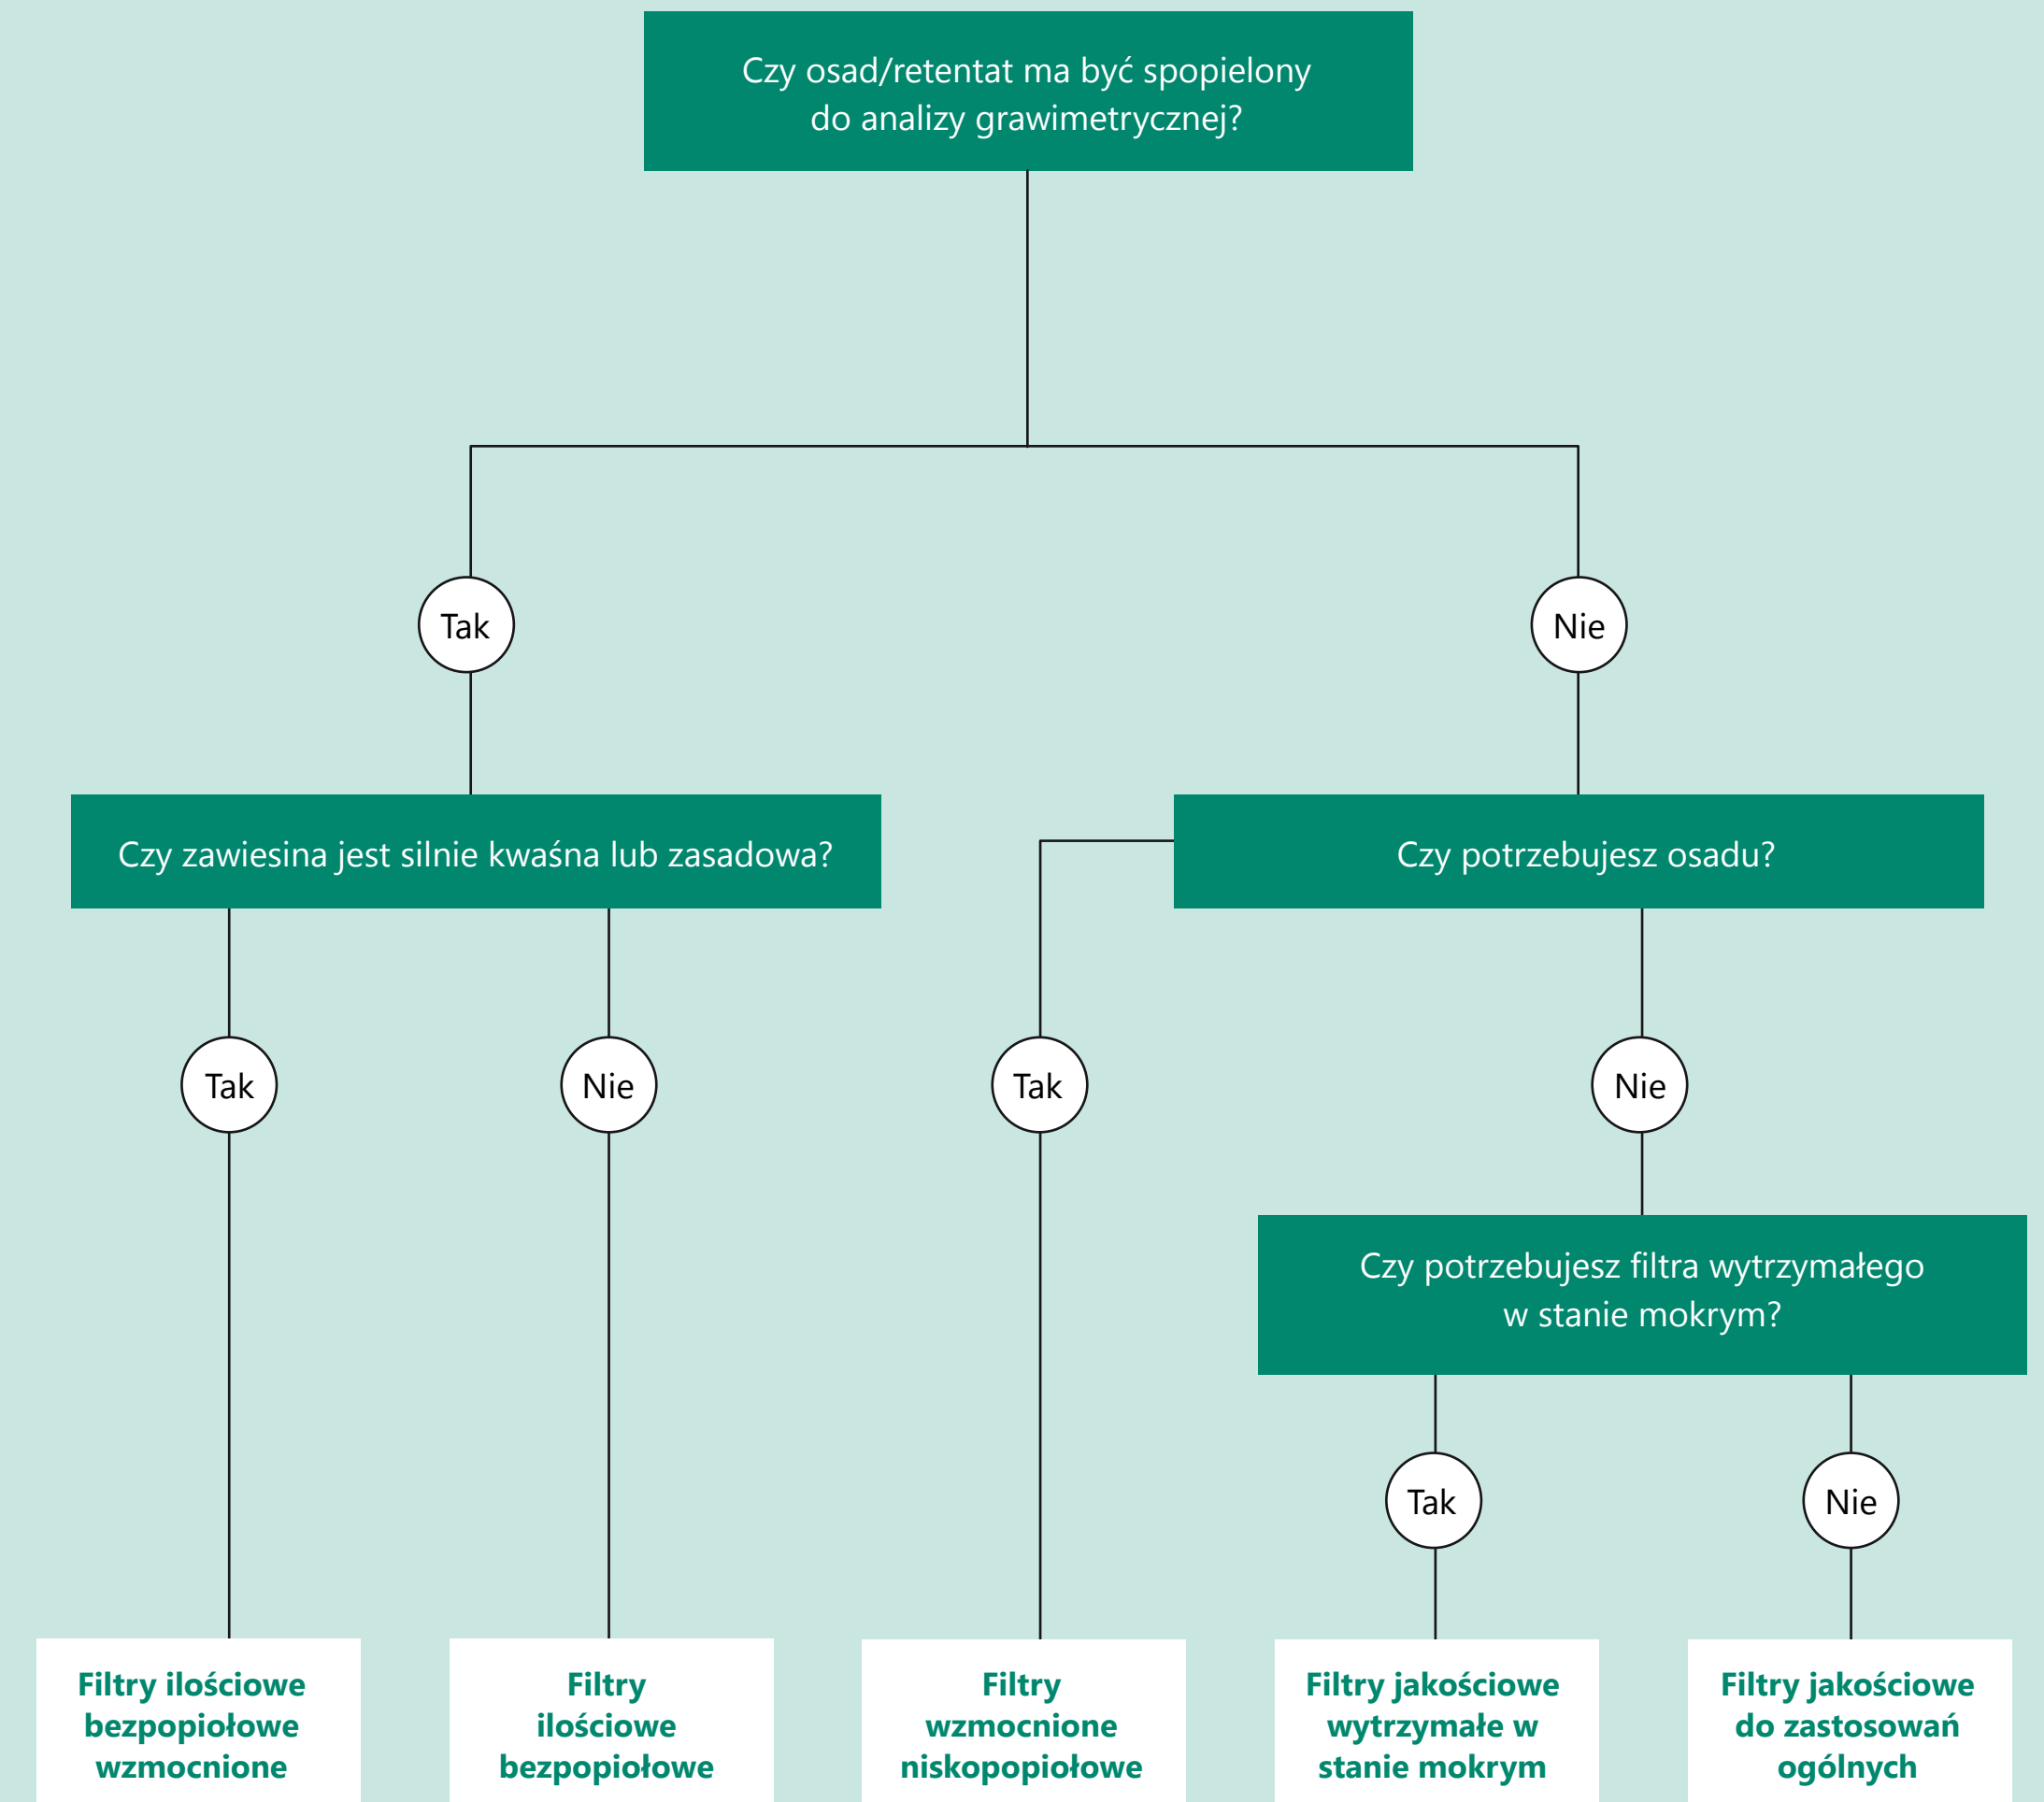 Czy osad/retentat ma być spopielony
do analizy grawimetrycznej?
Tak
Nie
Czy zawiesina jest silnie kwaśna lub zasadowa?
Czy potrzebujesz osadu?
Tak
Nie
Tak
Nie
Czy potrzebujesz filtra wytrzymałego
w stanie mokrym?
Tak
Nie
Filtry ilościowe
bezpopiołowe
wzmocnione
Filtry
ilościowe
bezpopiołowe
Filtry
wzmocnione
niskopopiołowe
Filtry jakościowe
wytrzymałe w
stanie mokrym
Filtry jakościowe
do zastosowań
ogólnych